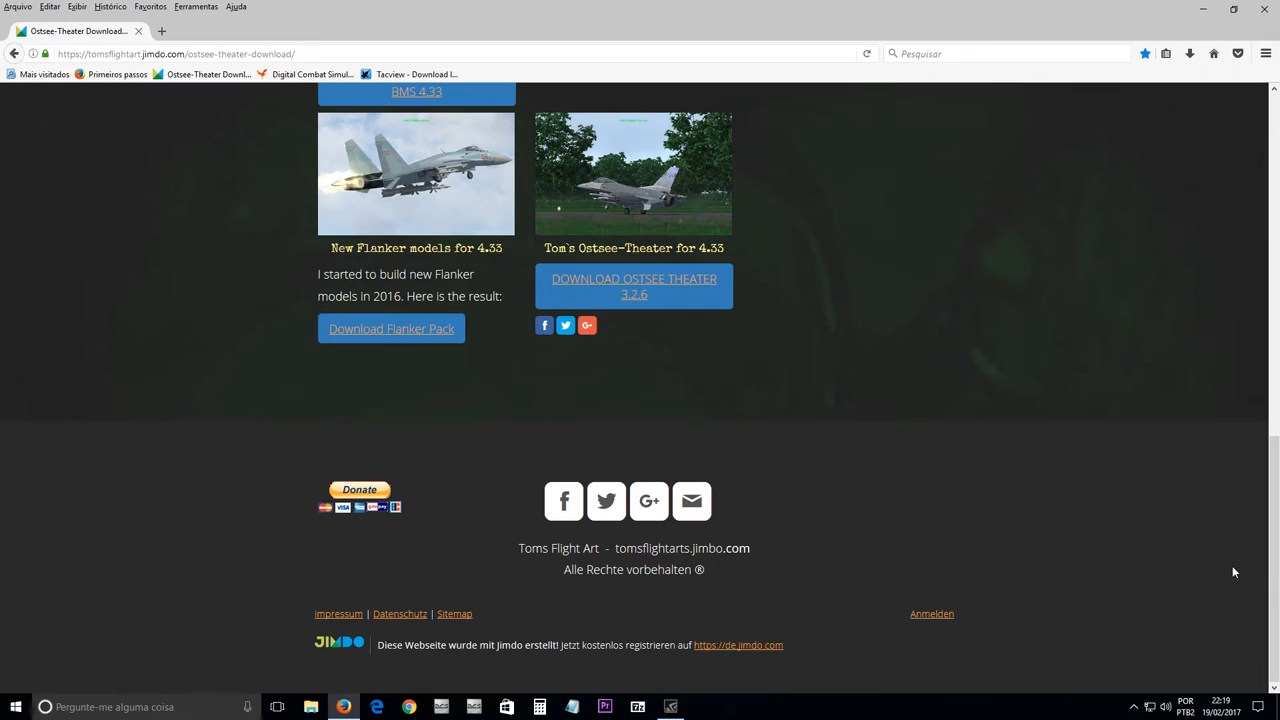 Arquivo Editar Exibir Histórico Favoritos Ferramentas Ajuda
Ostsee-Theater Download...
https://tomsflightart.jimdo.com/ostsee-theater-download/
Pesquisar
Mais visitados Primeiros passos Ostsee-Theater Downl... Digital Combat Simul... Tacview - Download l...
BMS 4.33
New Flanker models for 4.33
Tom`s Ostsee-Theater for 4.33
I started to build new Flanker
models in 2016. Here is the result:
DOWNLOAD OSTSEE THEATER
3.2.6
Download Flanker Pack
Donate
Toms Flight Art - tomsflightarts.jimbo.com
Alle Rechte vorbehalten ®
Impressum | Datenschutz | Sitemap
Anmelden
JIMDO
Diese Webseite wurde mit Jimdo erstellt! Jetzt kostenlos registrieren auf https://de.jimdo.com
Pergunte-me alguma coisa
POR
PTB2
22:19
19/02/2017